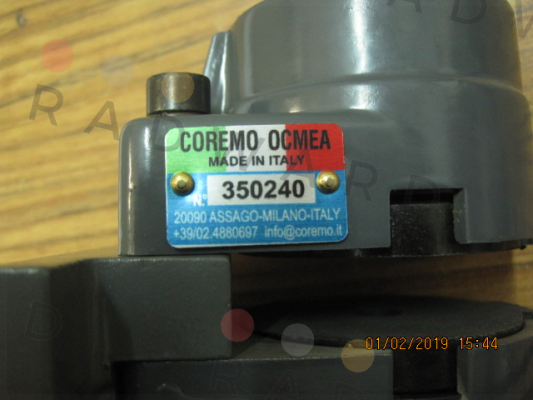 COREMO OCMEA
MADE IN ITALY
N.° 350240
20090 ASSAGO-MILANO-ITALY
+39/02.4880697 info@coremo.it
01/02/2019 15:44